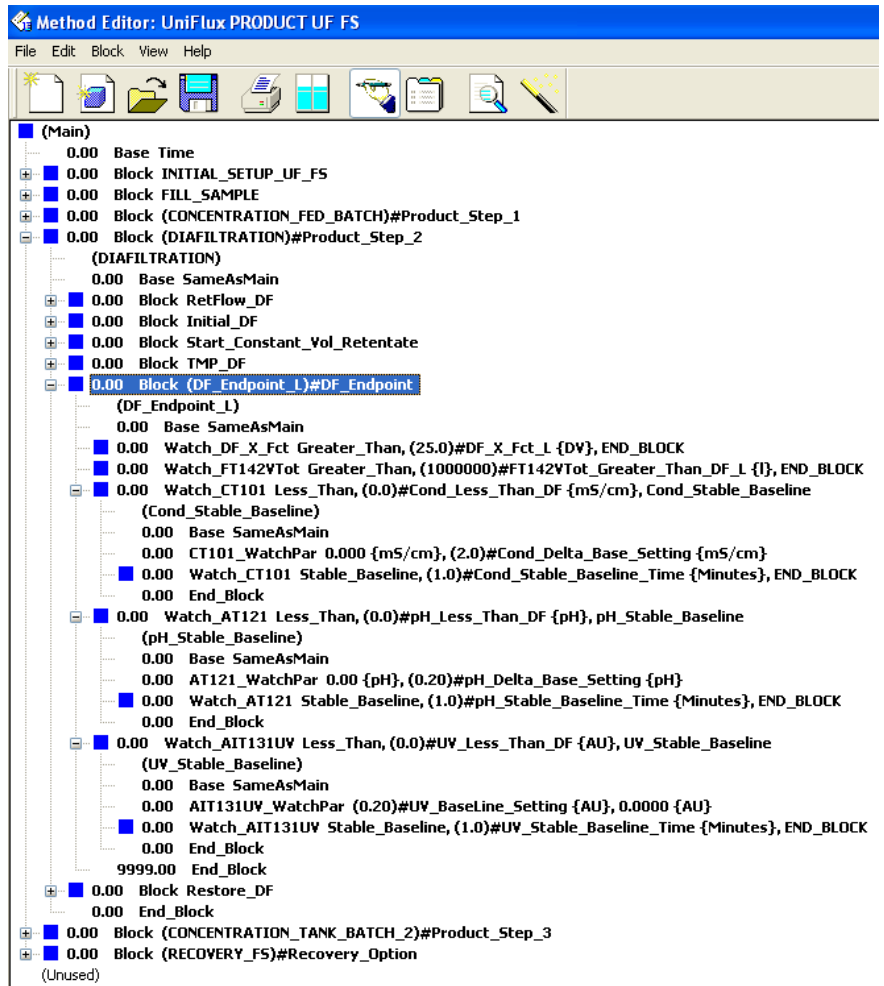 Method Editor: UniFlux PRODUCT UF FS
File Edit Block View Help
(Main)
0.00 Base Time
0.00 Block INITIAL_SETUP_UF_FS
0.00 Block FILL_SAMPLE
0.00 Block (CONCENTRATION_FED_BATCH)#Product_Step_1
0.00 Block (DIAFILTRATION)#Product_Step_2
(DIAFILTRATION)
0.00 Base SameAsMain
0.00 Block RetFlow_DF
0.00 Block Initial_DF
0.00 Block Start_Constant_Vol_Retentate
0.00 Block TMP_DF
0.00 Block (DF_Endpoint_L)#DF_Endpoint
(DF_Endpoint_L)
0.00 Base SameAsMain
0.00 Watch_DF_X_Fct Greater_Than, (25.0)#DF_X_Fct_L {DV}, END_BLOCK
0.00 Watch_FT142VTot Greater_Than, (1000000)#FT142VTot_Greater_Than_DF_L {l}, END_BLOCK
0.00 Watch_CT101 Less_Than, (0.0)#Cond_Less_Than_DF {mS/cm}, Cond_Stable_Baseline
(Cond_Stable_Baseline)
0.00 Base SameAsMain
0.00 CT101_WatchPar 0.000 {mS/cm}, (2.0)#Cond_Delta_Base_Setting {mS/cm}
0.00 Watch_CT101 Stable_Baseline, (1.0)#Cond_Stable_Baseline_Time {Minutes}, END_BLOCK
0.00 End_Block
0.00 Watch_AT121 Less_Than, (0.0)#pH_Less_Than_DF {pH}, pH_Stable_Baseline
(pH_Stable_Baseline)
0.00 Base SameAsMain
0.00 AT121_WatchPar 0.00 {pH}, (0.20)#pH_Delta_Base_Setting {pH}
0.00 Watch_AT121 Stable_Baseline, (1.0)#pH_Stable_Baseline_Time {Minutes}, END_BLOCK
0.00 End_Block
0.00 Watch_AIT131UV Less_Than, (0.0)#UV_Less_Than_DF {AU}, UV_Stable_Baseline
(UV_Stable_Baseline)
0.00 Base SameAsMain
0.00 AIT131UV_WatchPar (0.20)#UV_BaseLine_Setting {AU}, 0.0000 {AU}
0.00 Watch_AIT131UV Stable_Baseline, (1.0)#UV_Stable_Baseline_Time {Minutes}, END_BLOCK
0.00 End_Block
9999.00 End_Block
0.00 Block Restore_DF
0.00 End_Block
0.00 Block (CONCENTRATION_TANK_BATCH_2)#Product_Step_3
0.00 Block (RECOVERY_FS)#Recovery_Option
(Unused)